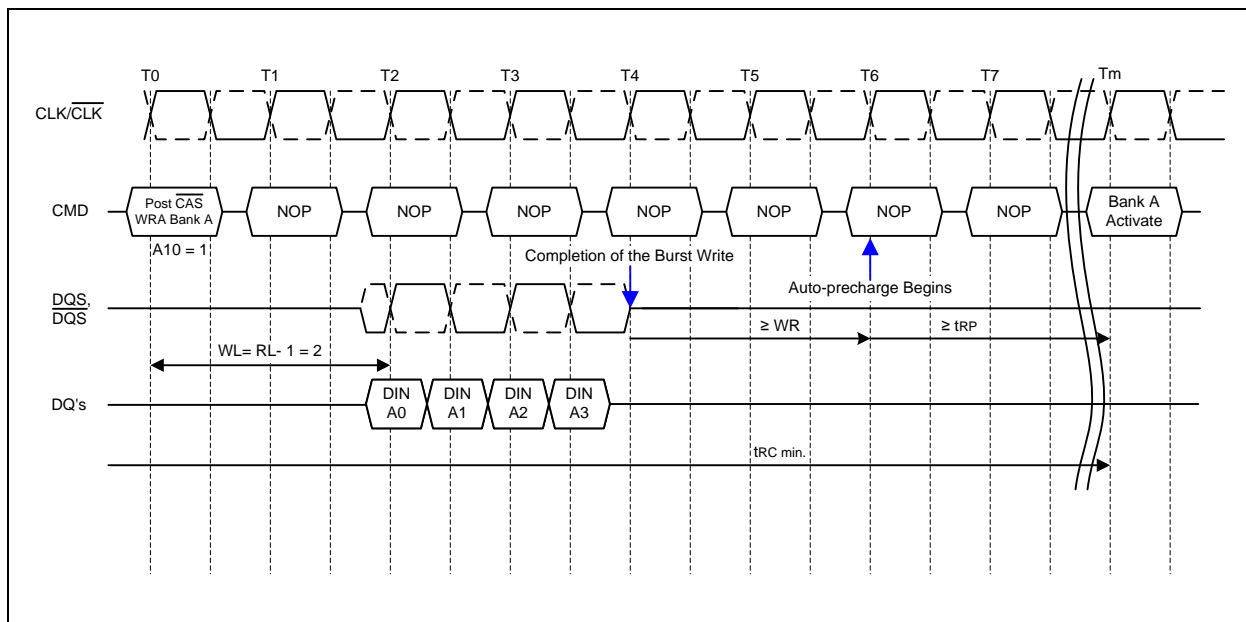 T0 T1 T2 T3 T4 T5 T6 T7 Tm
CLK/CLK
CMD
Post CAS
WRA Bank A
NOP NOP NOP NOP NOP NOP NOP
Bank A
Activate
A10 = 1
Completion of the Burst Write
Auto-precharge Begins
DQS,
DQS
≥ WR
≥ tRP
WL= RL- 1 = 2
DQ's
DIN
A0
DIN
A1
DIN
A2
DIN
A3
tRC min.